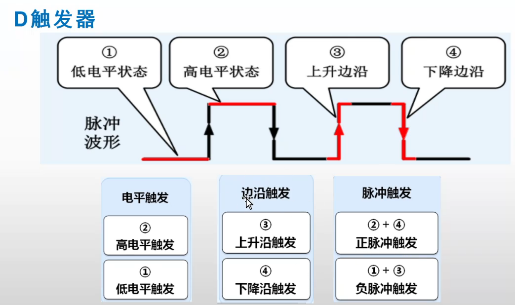 D触发器
① ② ③ ④
低电平状态 高电平状态 上升边沿 下降边沿
脉冲
波形
电平触发 边沿触发 脉冲触发
② ③ ②+④
高电平触发 上升沿触发 正脉冲触发
① ④ ①+③
低电平触发 下降沿触发 负脉冲触发